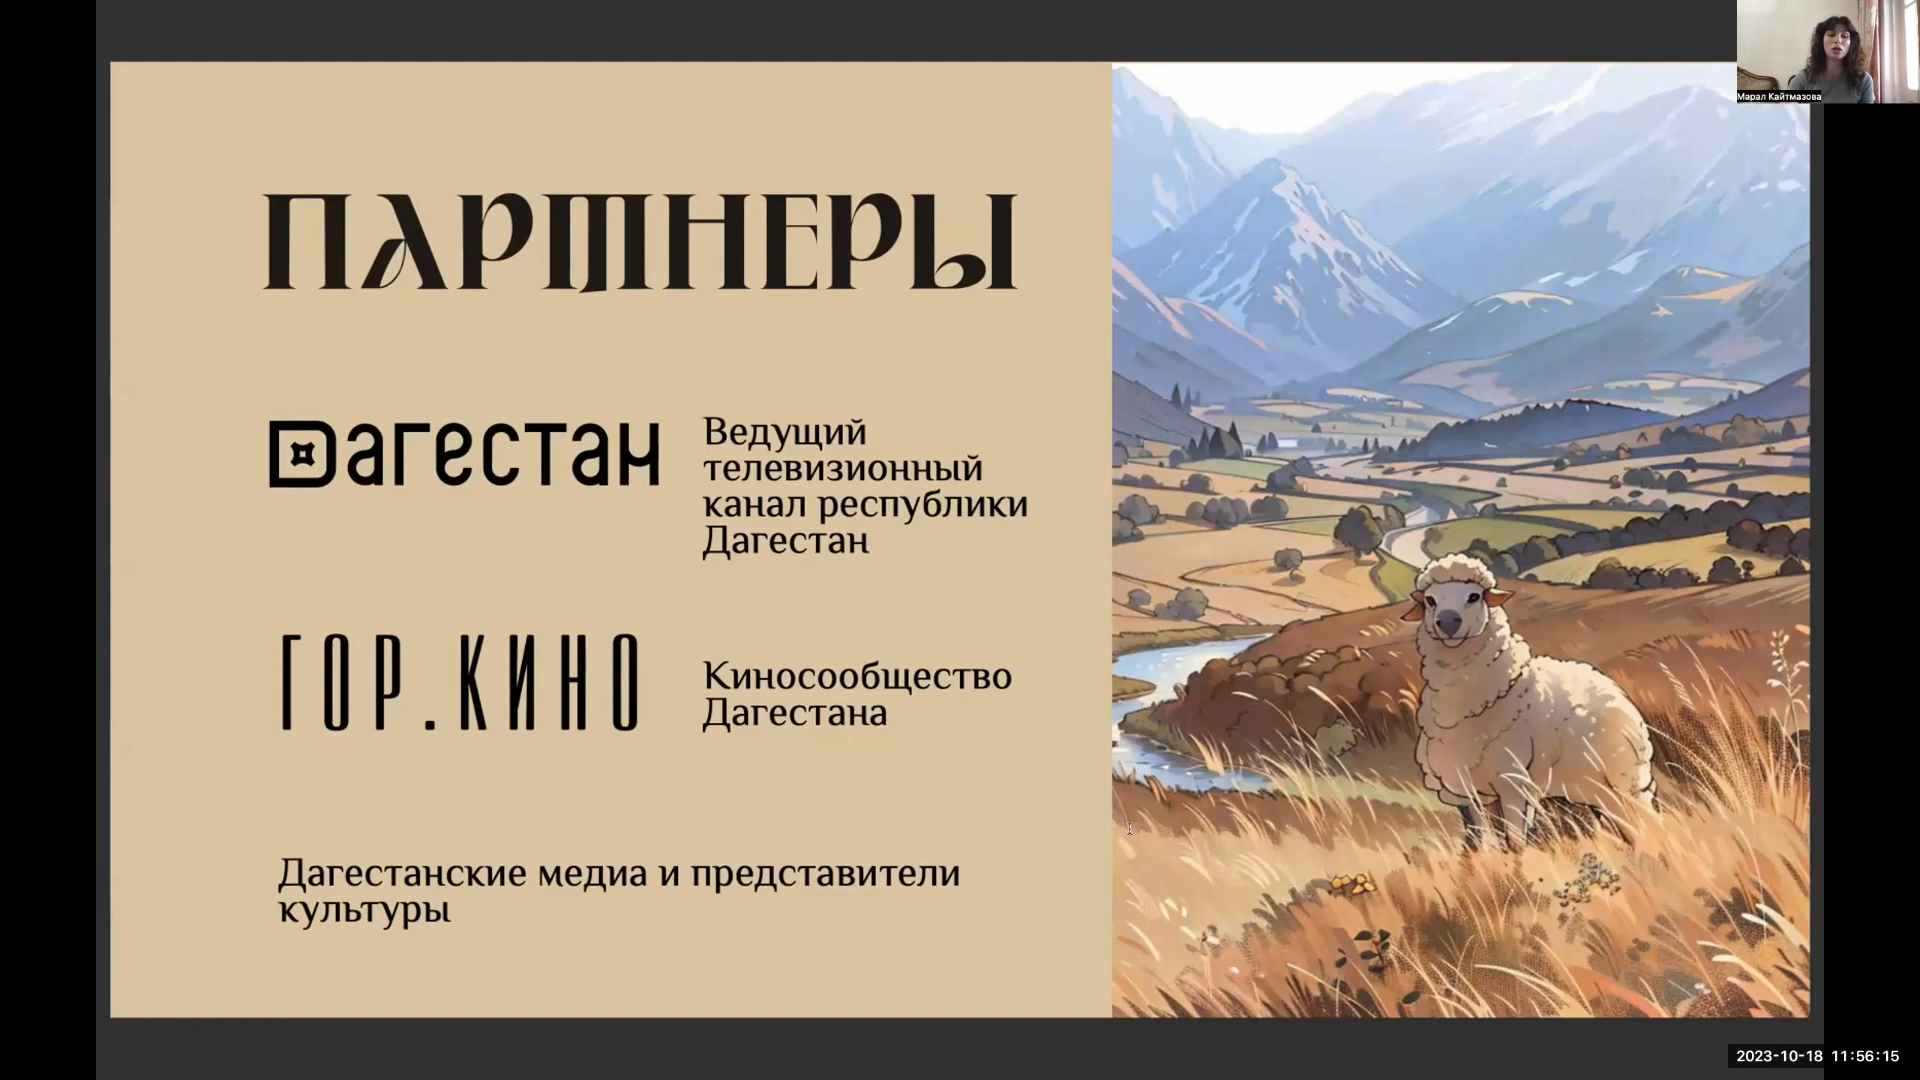 Марал Кайтмазова
ПАРТНЕРЫ
Дагестан
Ведущий
телевизионный
канал республики
Дагестан
ГОР.КИНО
Киносообщество
Дагестана
Дагестанские медиа и представители
культуры
2023-10-18 11:56:15